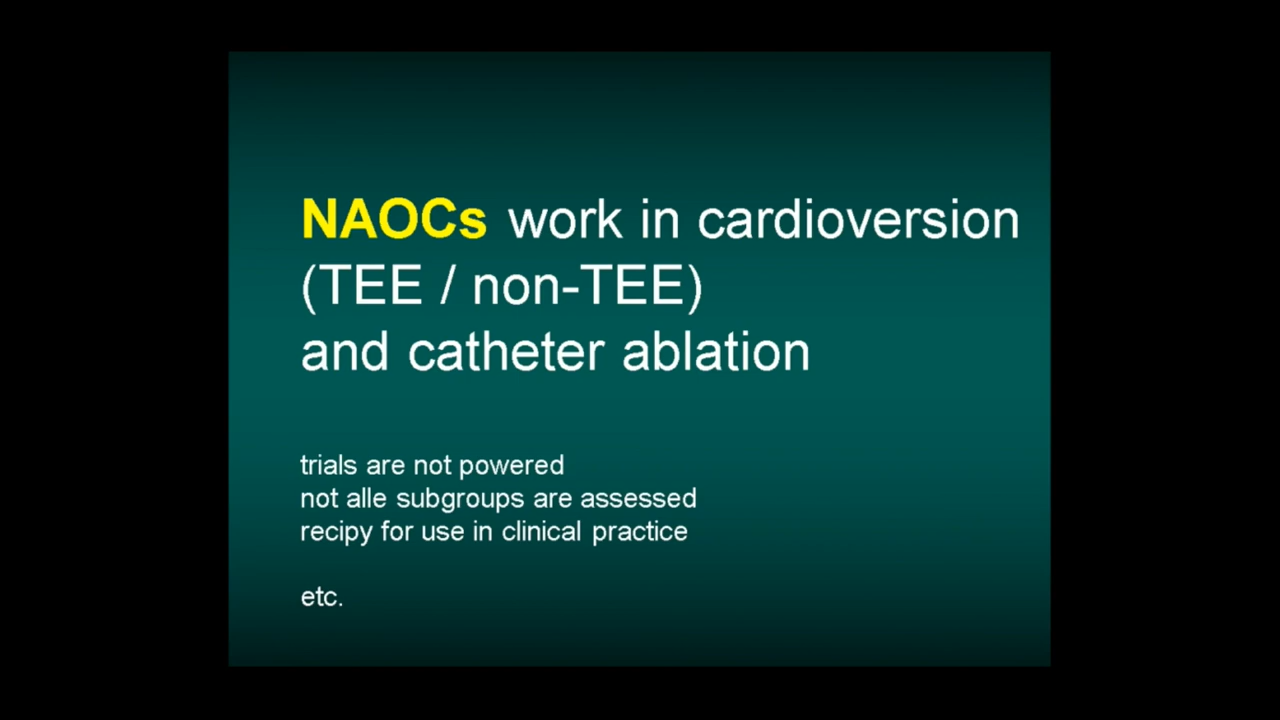 NAOCs work in cardioversion
(TEE / non-TEE)
and catheter ablation
trials are not powered
not alle subgroups are assessed
recipy for use in clinical practice
etc.